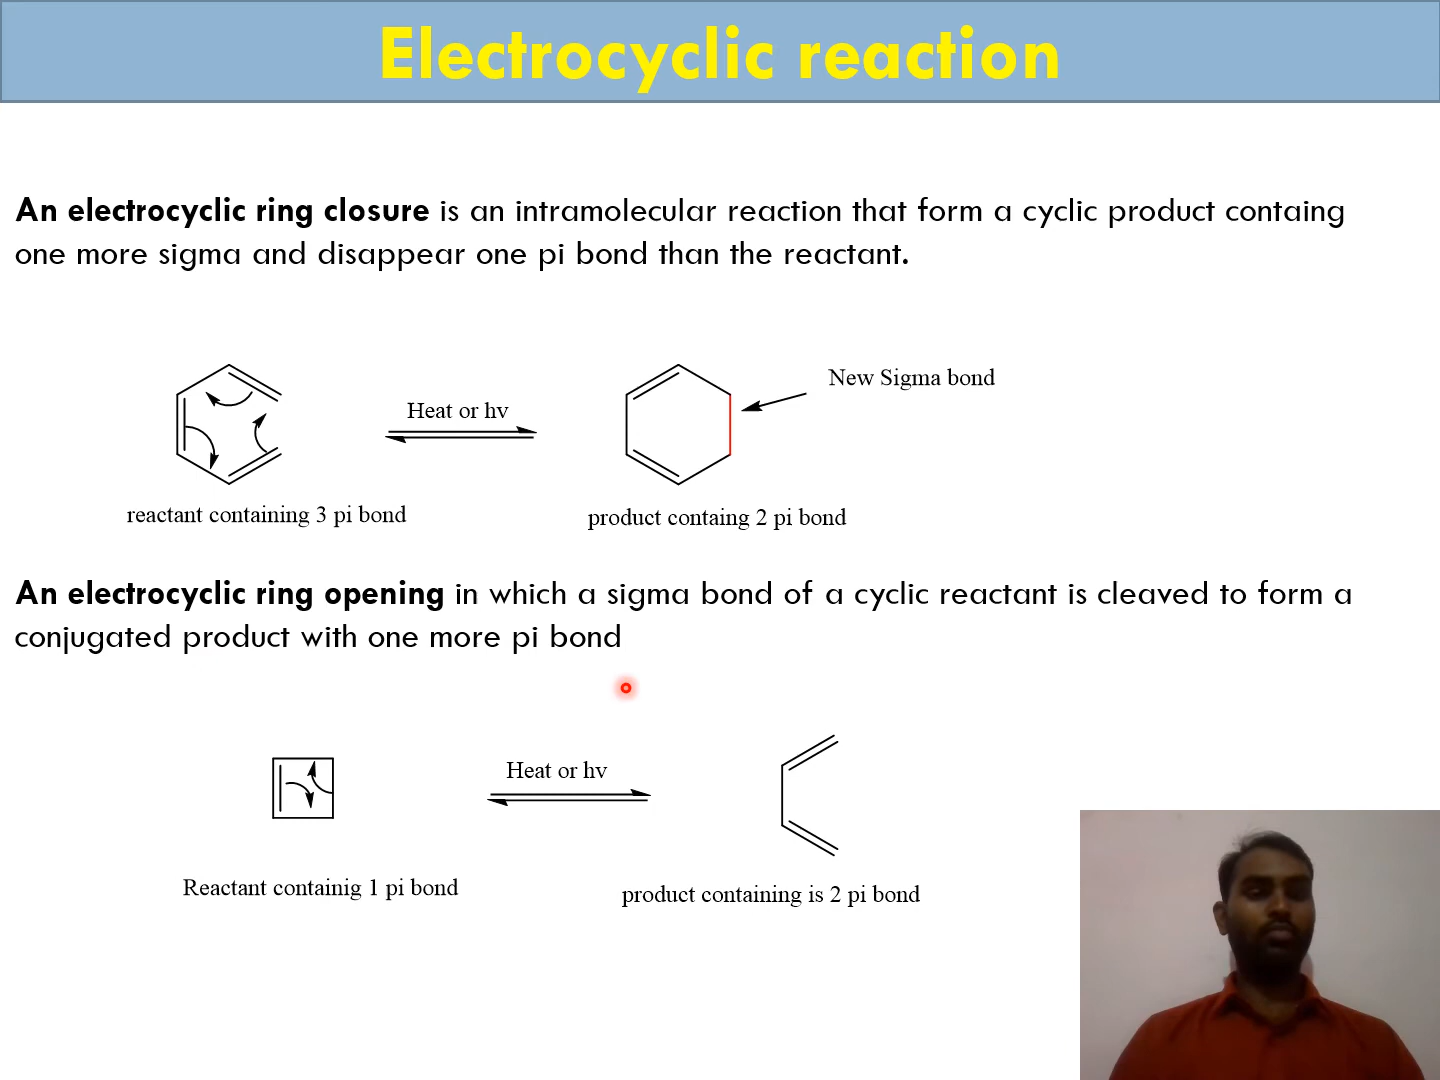 Electrocyclic reaction
An electrocyclic ring closure is an intramolecular reaction that form a cyclic product containg
one more sigma and disappear one pi bond than the reactant.
New Sigma bond
Heat or hv
reactant containing 3 pi bond
product containg 2 pi bond
An electrocyclic ring opening in which a sigma bond of a cyclic reactant is cleaved to form a
conjugated product with one more pi bond
Heat or hv
Reactant containig 1 pi bond
product containing is 2 pi bond